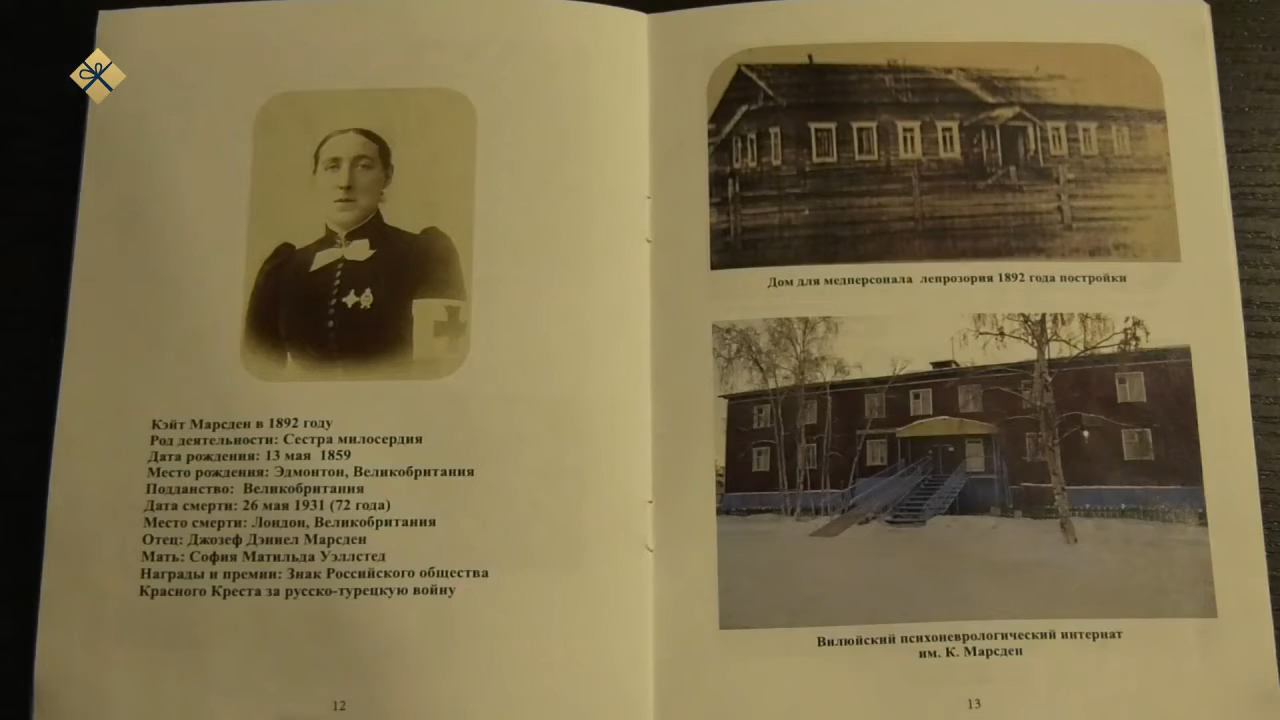 Кэйт Марсден в 1892 году
Род деятельности: Сестра милосердия
Дата рождения: 13 мая 1859
Место рождения: Эдмонтон, Великобритания
Подданство: Великобритания
Дата смерти: 26 мая 1931 (72 года)
Место смерти: Лондон, Великобритания
Отец: Джозеф Дэниел Марсден
Мать: София Матильда Уэллстед
Награды и премии: Знак Российского общества
Красного Креста за русско-турецкую войну
12
Дом для медперсонала лепрозория 1892 года постройки
Вилюйский психоневрологический интернат
им. К. Марсден
13